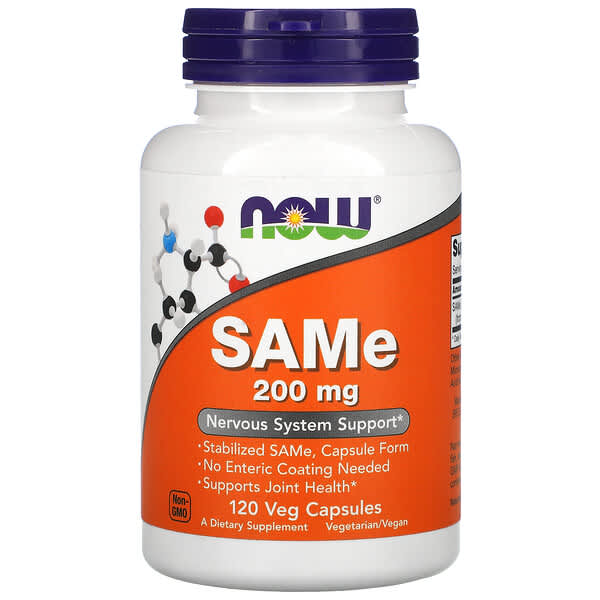 NOW®
SAMe
200 mg
Nervous System Support*
•Stabilized SAMe, Capsule Form
•No Enteric Coating Needed
•Supports Joint Health*
120 Veg Capsules
A Dietary Supplement Vegetarian/Vegan
Non-
GMO